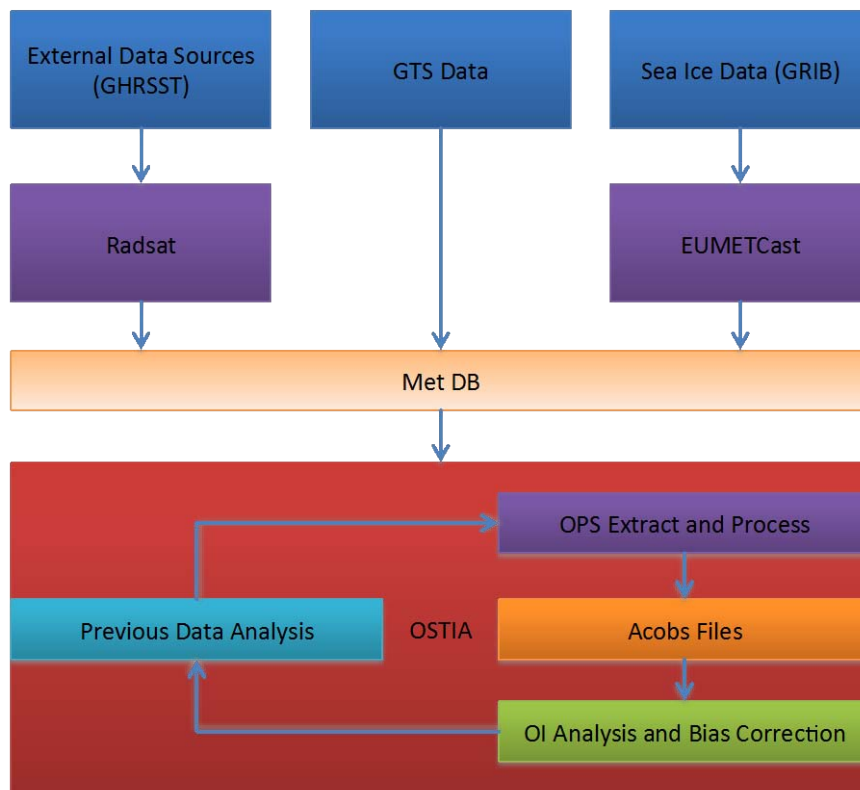 External Data Sources
(GHRSST)
GTS Data
Sea Ice Data (GRIB)
Radsat
EUMETCast
Met DB
OPS Extract and Process
Previous Data Analysis
OSTIA
Acobs Files
OI Analysis and Bias Correction